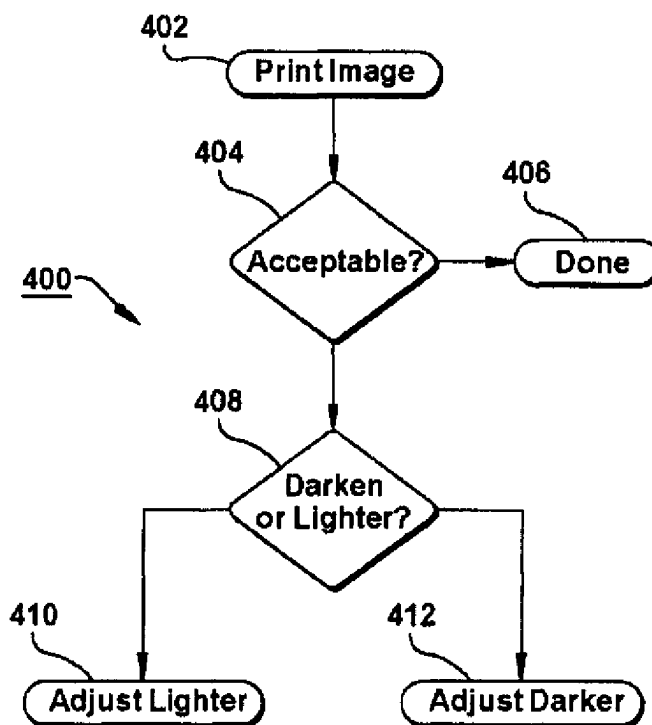 402
Print Image
404
Acceptable?
406
Done
400
408
Darken
or Lighter?
410
Adjust Lighter
412
Adjust Darker